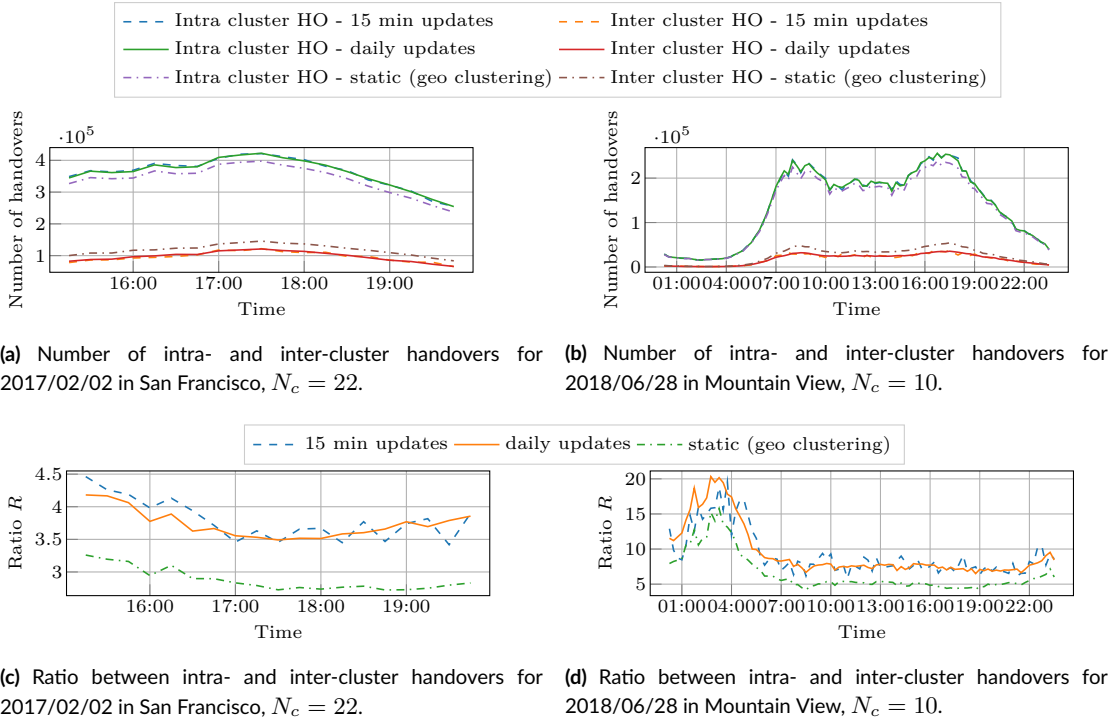 Intra cluster HO - 15 min updates
Inter cluster HO - 15 min updates
Intra cluster HO - daily updates
Inter cluster HO - daily updates
Intra cluster HO - static (geo clustering)
Inter cluster HO - static (geo clustering)
·10⁵
4
3
2
1
Number of handovers
16:00 17:00 18:00 19:00
Time
·10⁵
2
1
0
Number of handovers
01:00 04:00 07:00 10:00 13:00 16:00 19:00 22:00
Time
(a) Number of intra- and inter-cluster handovers for
2017/02/02 in San Francisco, N_c = 22.
(b) Number of intra- and inter-cluster handovers for
2018/06/28 in Mountain View, N_c = 10.
15 min updates daily updates static (geo clustering)
4.5
4
3.5
3
Ratio R
16:00 17:00 18:00 19:00
Time
20
15
10
5
Ratio R
01:00 04:00 07:00 10:00 13:00 16:00 19:00 22:00
Time
(c) Ratio between intra- and inter-cluster handovers for
2017/02/02 in San Francisco, N_c = 22.
(d) Ratio between intra- and inter-cluster handovers for
2018/06/28 in Mountain View, N_c = 10.